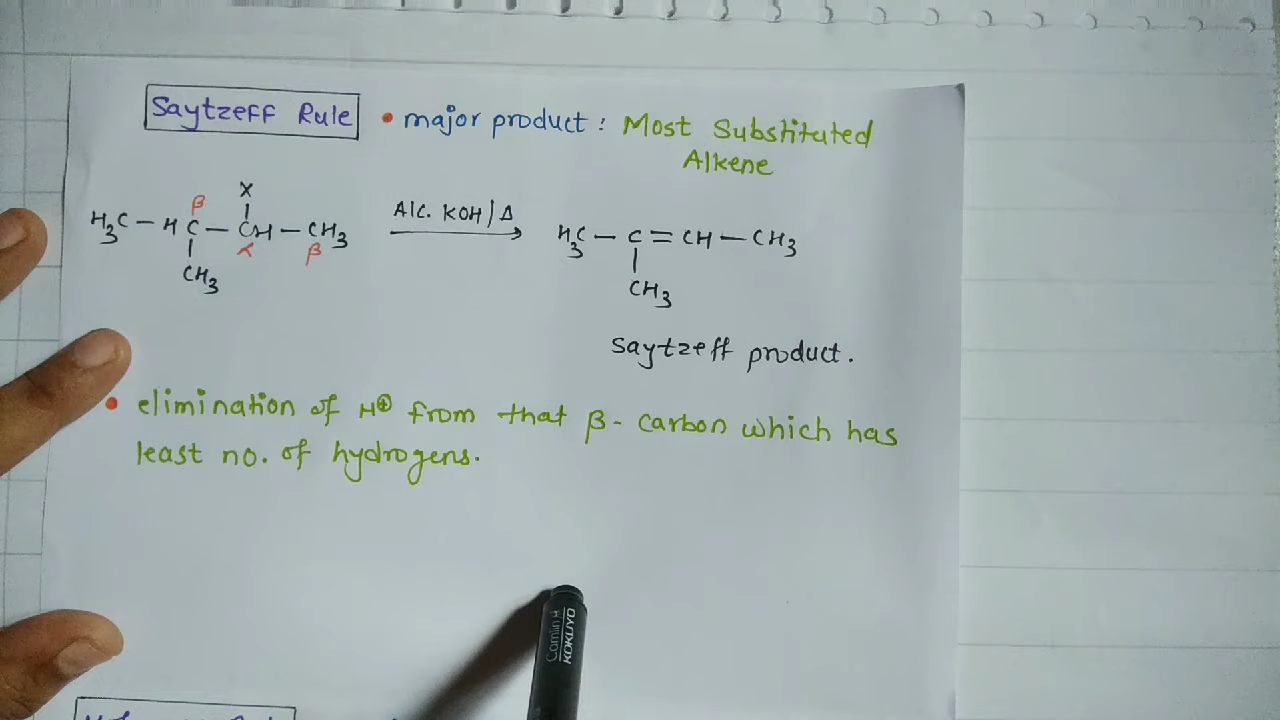 Saytzeff Rule • major product : Most Substituted
Alkene
X
β
H3C – HC – CH – CH3
α β
CH3
Alc. KOH / Δ
H3C – C = CH – CH3
CH3
Saytzeff product.
• elimination of H⊕ from that β- carbon which has
least no. of hydrogens.
Camlin
KOKUYO